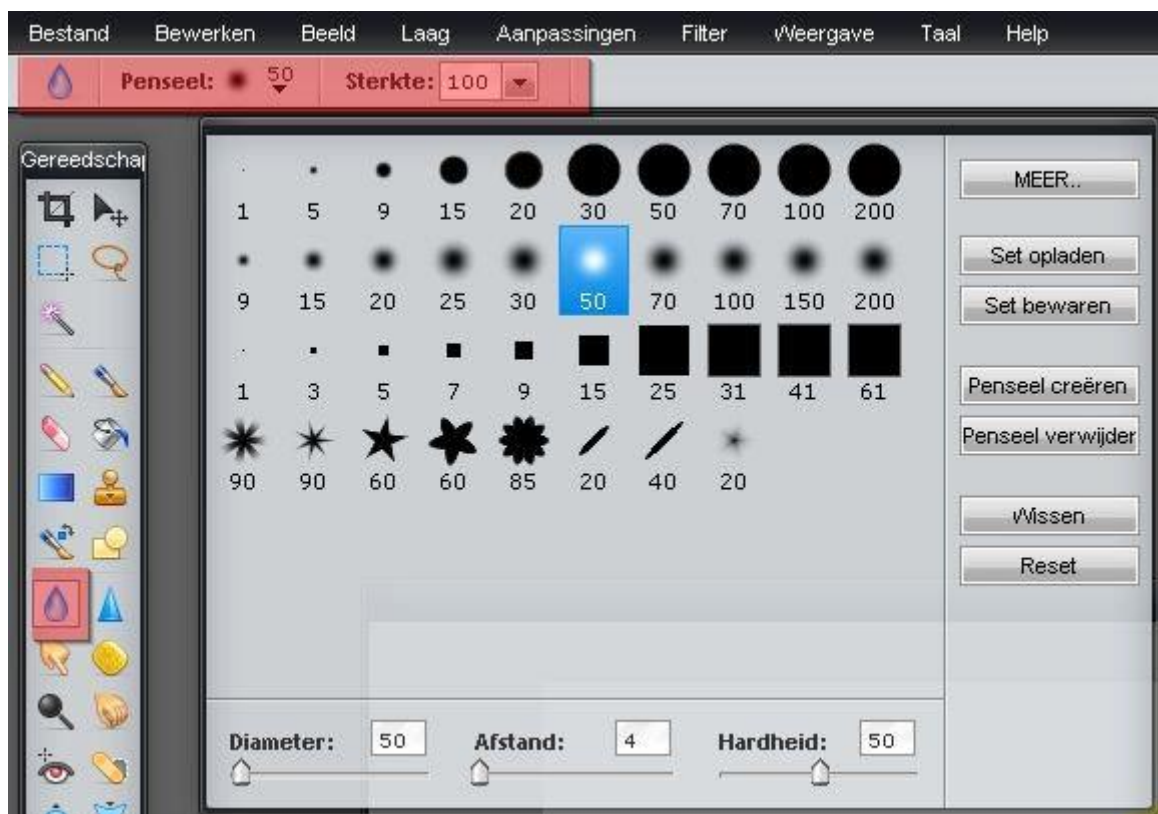 Bestand Bewerken Beeld Laag Aanpassingen Filter Weergave Taal Help
Penseel: 50 Sterkte: 100
Gereedschap
1 5 9 15 20 30 50 70 100 200
9 15 20 25 30 50 70 100 150 200
1 3 5 7 9 15 25 31 41 61
90 90 60 60 85 20 40 20
MEER..
Set opladen
Set bewaren
Penseel creëren
Penseel verwijder
Wissen
Reset
Diameter: 50 Afstand: 4 Hardheid: 50